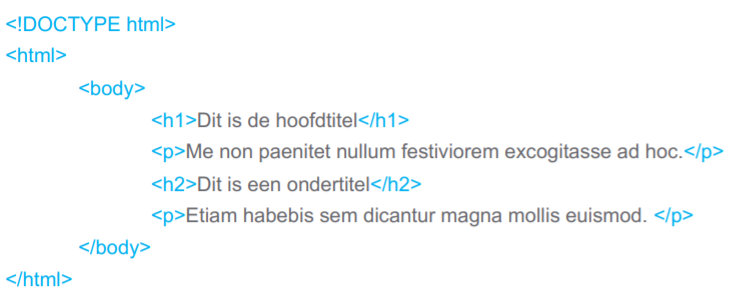 <!DOCTYPE html>
<html>
<body>
<h1>Dit is de hoofdtitel</h1>
<p>Me non paenitet nullum festiviorem excogitasse ad hoc.</p>
<h2>Dit is een ondertitel</h2>
<p>Etiam habebis sem dicantur magna mollis euismod. </p>
</body>
</html>